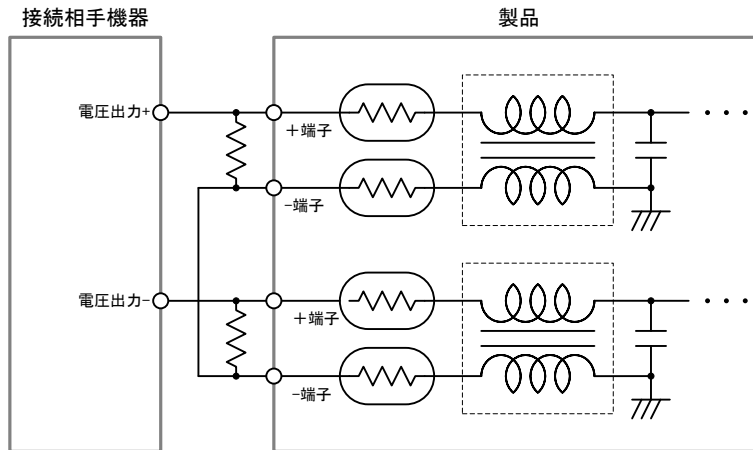 接続相手機器
製品
電圧出力+
＋端子
-端子
電圧出力-
＋端子
-端子